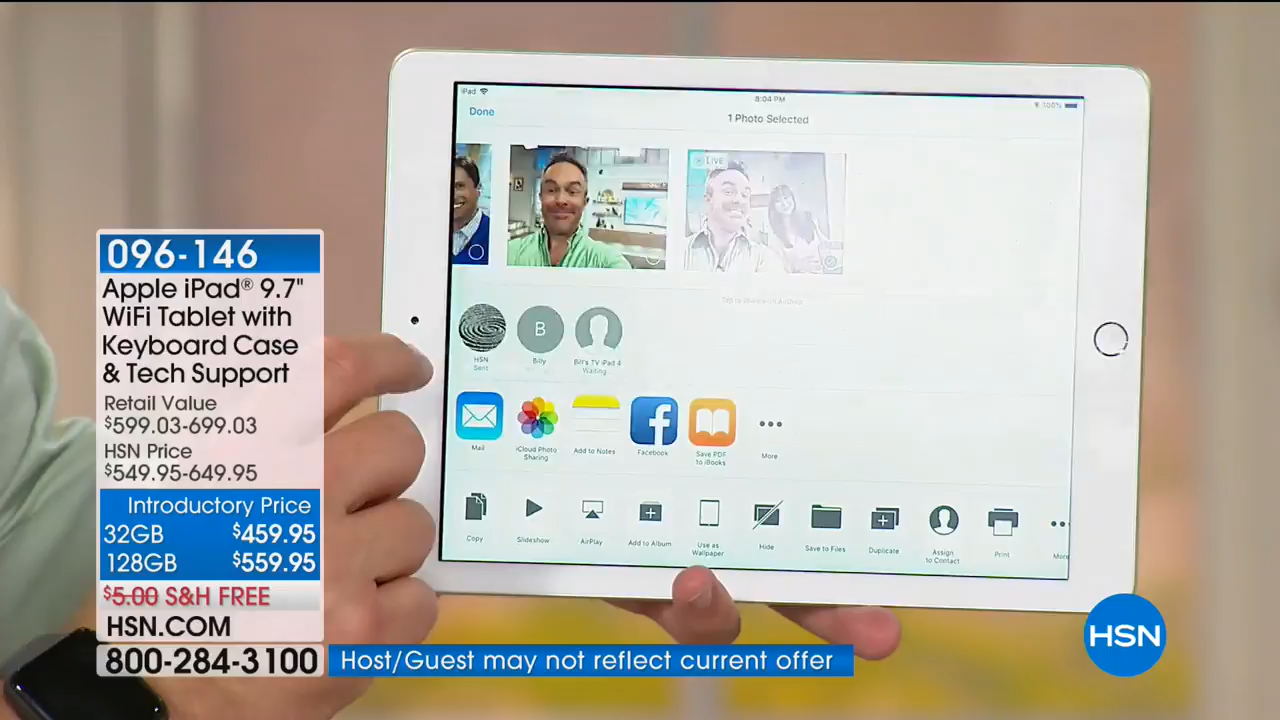 096-146
Apple iPad® 9.7"
WiFi Tablet with
Keyboard Case
& Tech Support
Retail Value
$599.03-699.03
HSN Price
$549.95-649.95
Introductory Price
32GB $459.95
128GB $559.95
$5.00 S&H FREE
HSN.COM
800-284-3100
Host/Guest may not reflect current offer
HSN
iPad
8:04 PM
100%
Done
1 Photo Selected
LIVE
HSN
Sent
B
Billy
Bill's TV iPad 4
Waiting
Mail
iCloud Photo
Sharing
Add to Notes
Facebook
Save PDF
to iBooks
More
Copy
Slideshow
AirPlay
Add to Album
Use as
Wallpaper
Hide
Save to Files
Duplicate
Assign
to Contact
Print
More